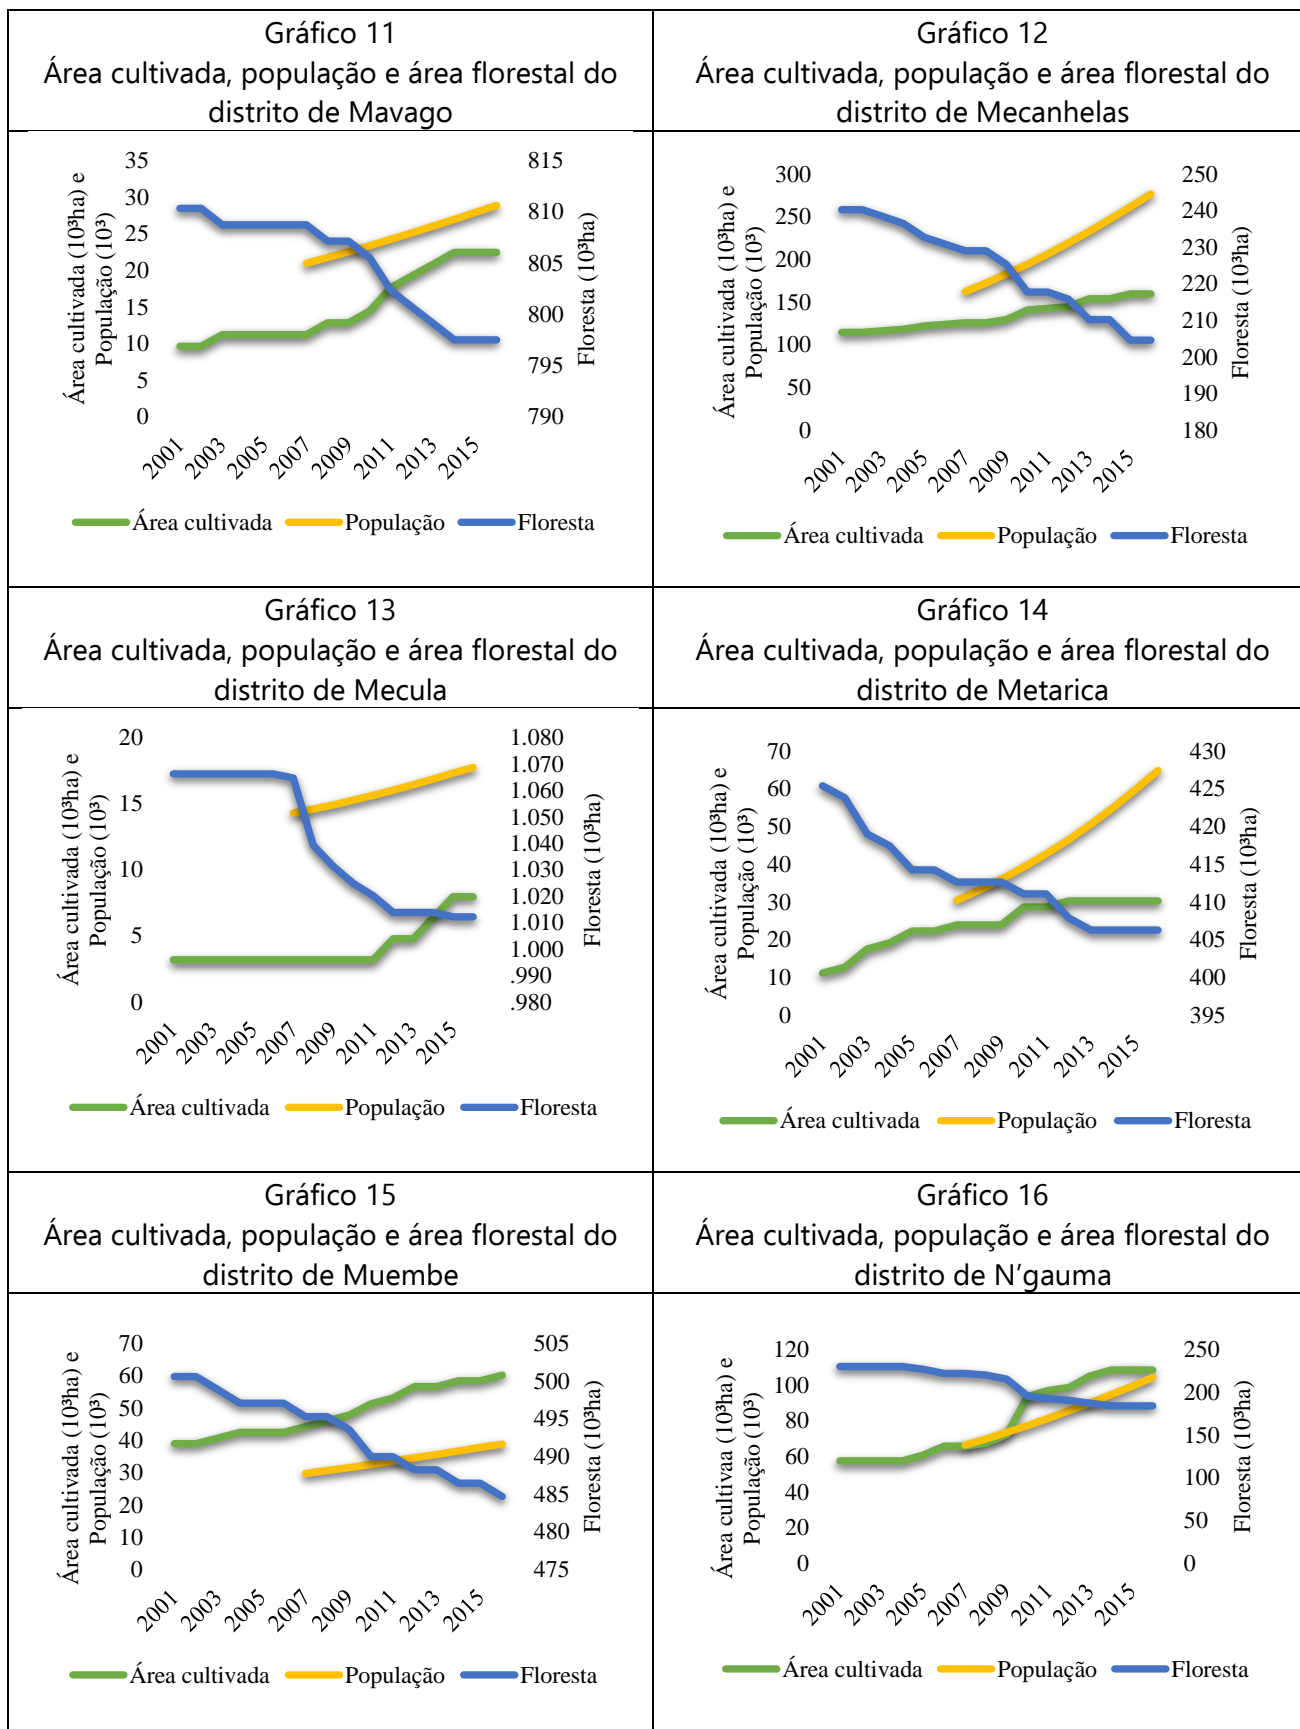 Gráfico 11
Área cultivada, população e área florestal do
distrito de Mavago
Área cultivada (10³ha) e
População (10³)
35
30
25
20
15
10
5
0
815
810
805
800
795
790
Floresta (10³ha)
2001
2003
2005
2007
2009
2011
2013
2015
Área cultivada
População
Floresta
Gráfico 12
Área cultivada, população e área florestal do
distrito de Mecanhelas
Área cultivada (10³ha) e
População (10³)
300
250
200
150
100
50
0
250
240
230
220
210
200
190
180
Floresta (10³ha)
2001
2003
2005
2007
2009
2011
2013
2015
Área cultivada
População
Floresta
Gráfico 13
Área cultivada, população e área florestal do
distrito de Mecula
Área cultivada (10³ha) e
População (10³)
20
15
10
5
0
1.080
1.070
1.060
1.050
1.040
1.030
1.020
1.010
1.000
.990
.980
Floresta (10³ha)
2001
2003
2005
2007
2009
2011
2013
2015
Área cultivada
População
Floresta
Gráfico 14
Área cultivada, população e área florestal do
distrito de Metarica
Área cultivada (10³ha) e
População (10³)
70
60
50
40
30
20
10
0
430
425
420
415
410
405
400
395
Floresta (10³ha)
2001
2003
2005
2007
2009
2011
2013
2015
Área cultivada
População
Floresta
Gráfico 15
Área cultivada, população e área florestal do
distrito de Muembe
Área cultivada (10³ha) e
População (10³)
70
60
50
40
30
20
10
0
505
500
495
490
485
480
475
Floresta (10³ha)
2001
2003
2005
2007
2009
2011
2013
2015
Área cultivada
População
Floresta
Gráfico 16
Área cultivada, população e área florestal do
distrito de N’gauma
Área cultivaa (10³ha) e
População (10³)
120
100
80
60
40
20
0
250
200
150
100
50
0
Floresta (10³ha)
2001
2003
2005
2007
2009
2011
2013
2015
Área cultivada
População
Floresta